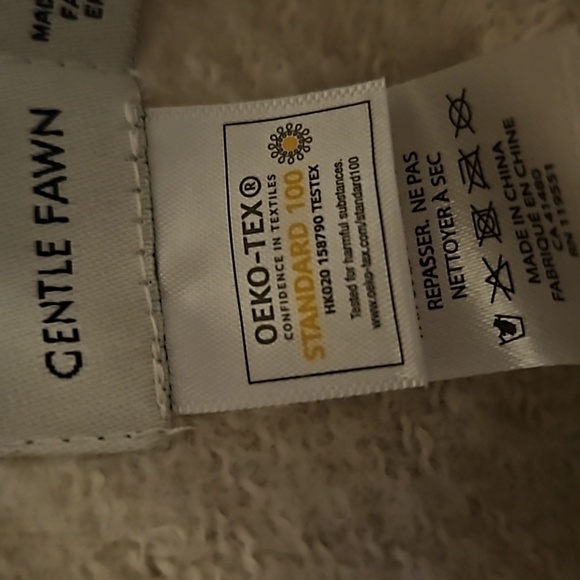 GENTLE FAWN
OEKO-TEX®
CONFIDENCE IN TEXTILES
STANDARD 100
HK020 158790 TESTEX
Tested for harmful substances.
www.oeko-tex.com/standard100
REPASSER. NE PAS
NETTOYER À SEC
MADE IN CHINA
FABRIQUÉ EN CHINE
CA 41480